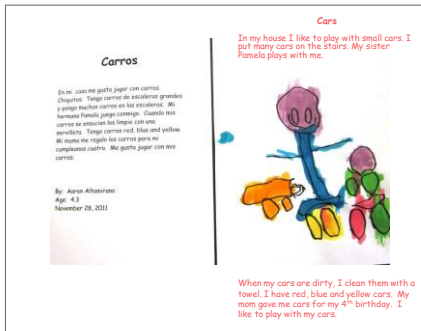 Carros
En mi casa me gusta jugar con carros.
Chiquitos. Tengo carros de escaleras grandes
y pongo muchos carros en las escaleras. Mi
hermana Pamela juega conmigo. Cuando mis
carros se ensucian los limpio con una
servilleta. Tengo carros red, blue and yellow.
Mi mama me regalo los carros para mi
cumpleanos cuatro. Me gusta jugar con mis
carros.
By: Aaron Altamirano
Age: 4.3
November 28, 2011
Cars
In my house I like to play with small cars. I
put many cars on the stairs. My sister
Pamela plays with me.
When my cars are dirty, I clean them with a
towel. I have red, blue and yellow cars. My
mom gave me cars for my 4th birthday. I
like to play with my cars.